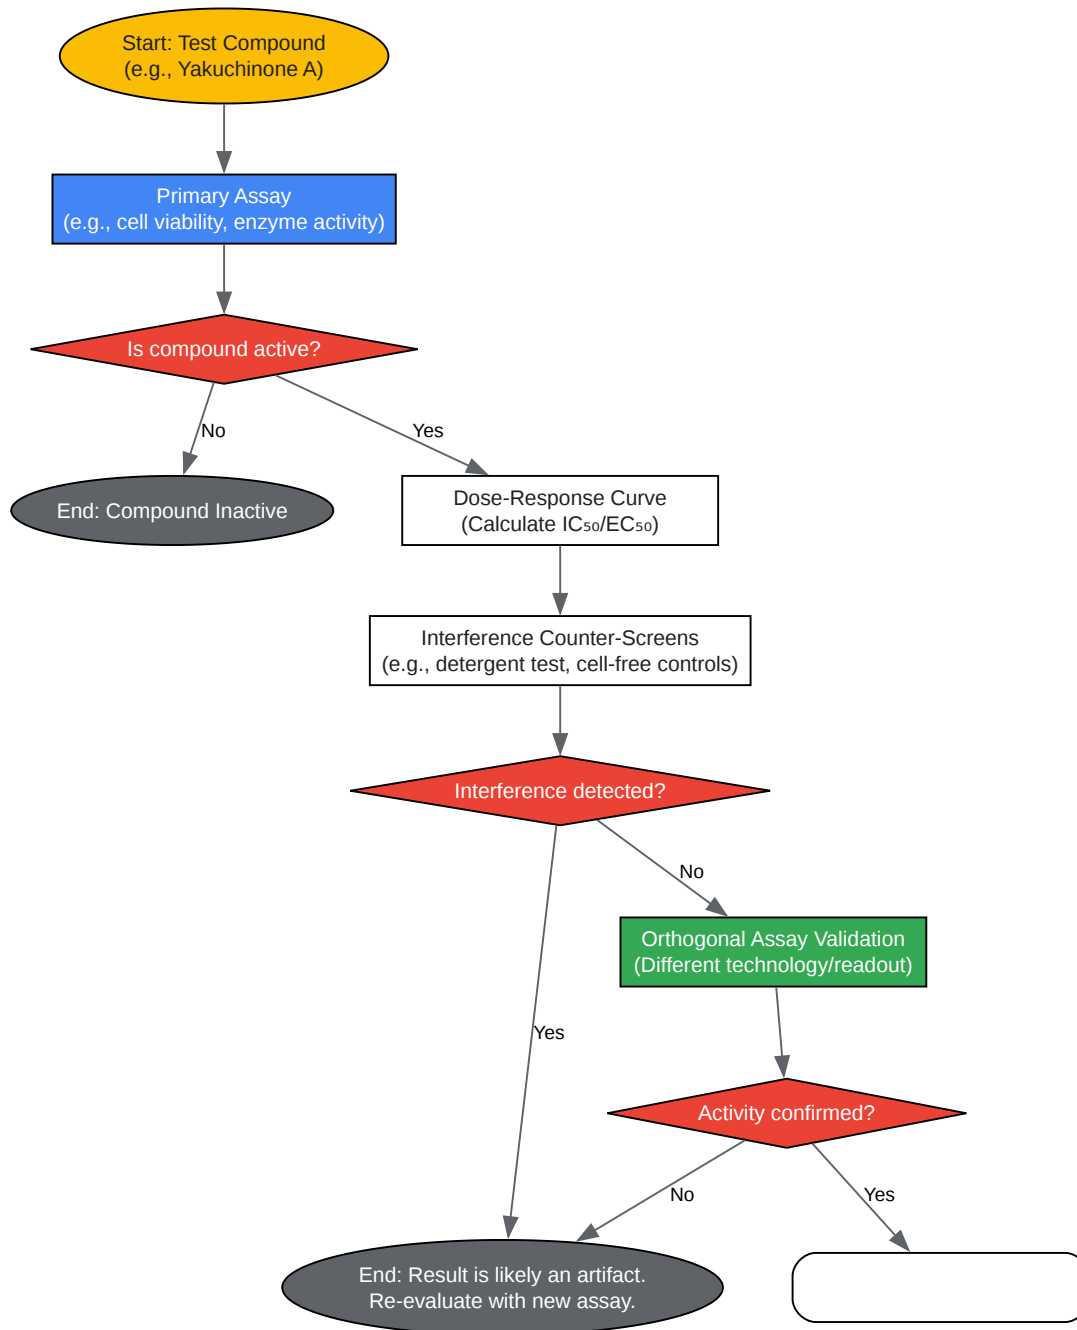 Start: Test Compound
(e.g., Yakuchinone A)
Primary Assay
(e.g., cell viability, enzyme activity)
Is compound active?
No
Yes
End: Compound Inactive
Dose-Response Curve
(Calculate IC₅₀/EC₅₀)
Interference Counter-Screens
(e.g., detergent test, cell-free controls)
Interference detected?
No
Orthogonal Assay Validation
(Different technology/readout)
Yes
Activity confirmed?
No
Yes
End: Result is likely an artifact.
Re-evaluate with new assay.